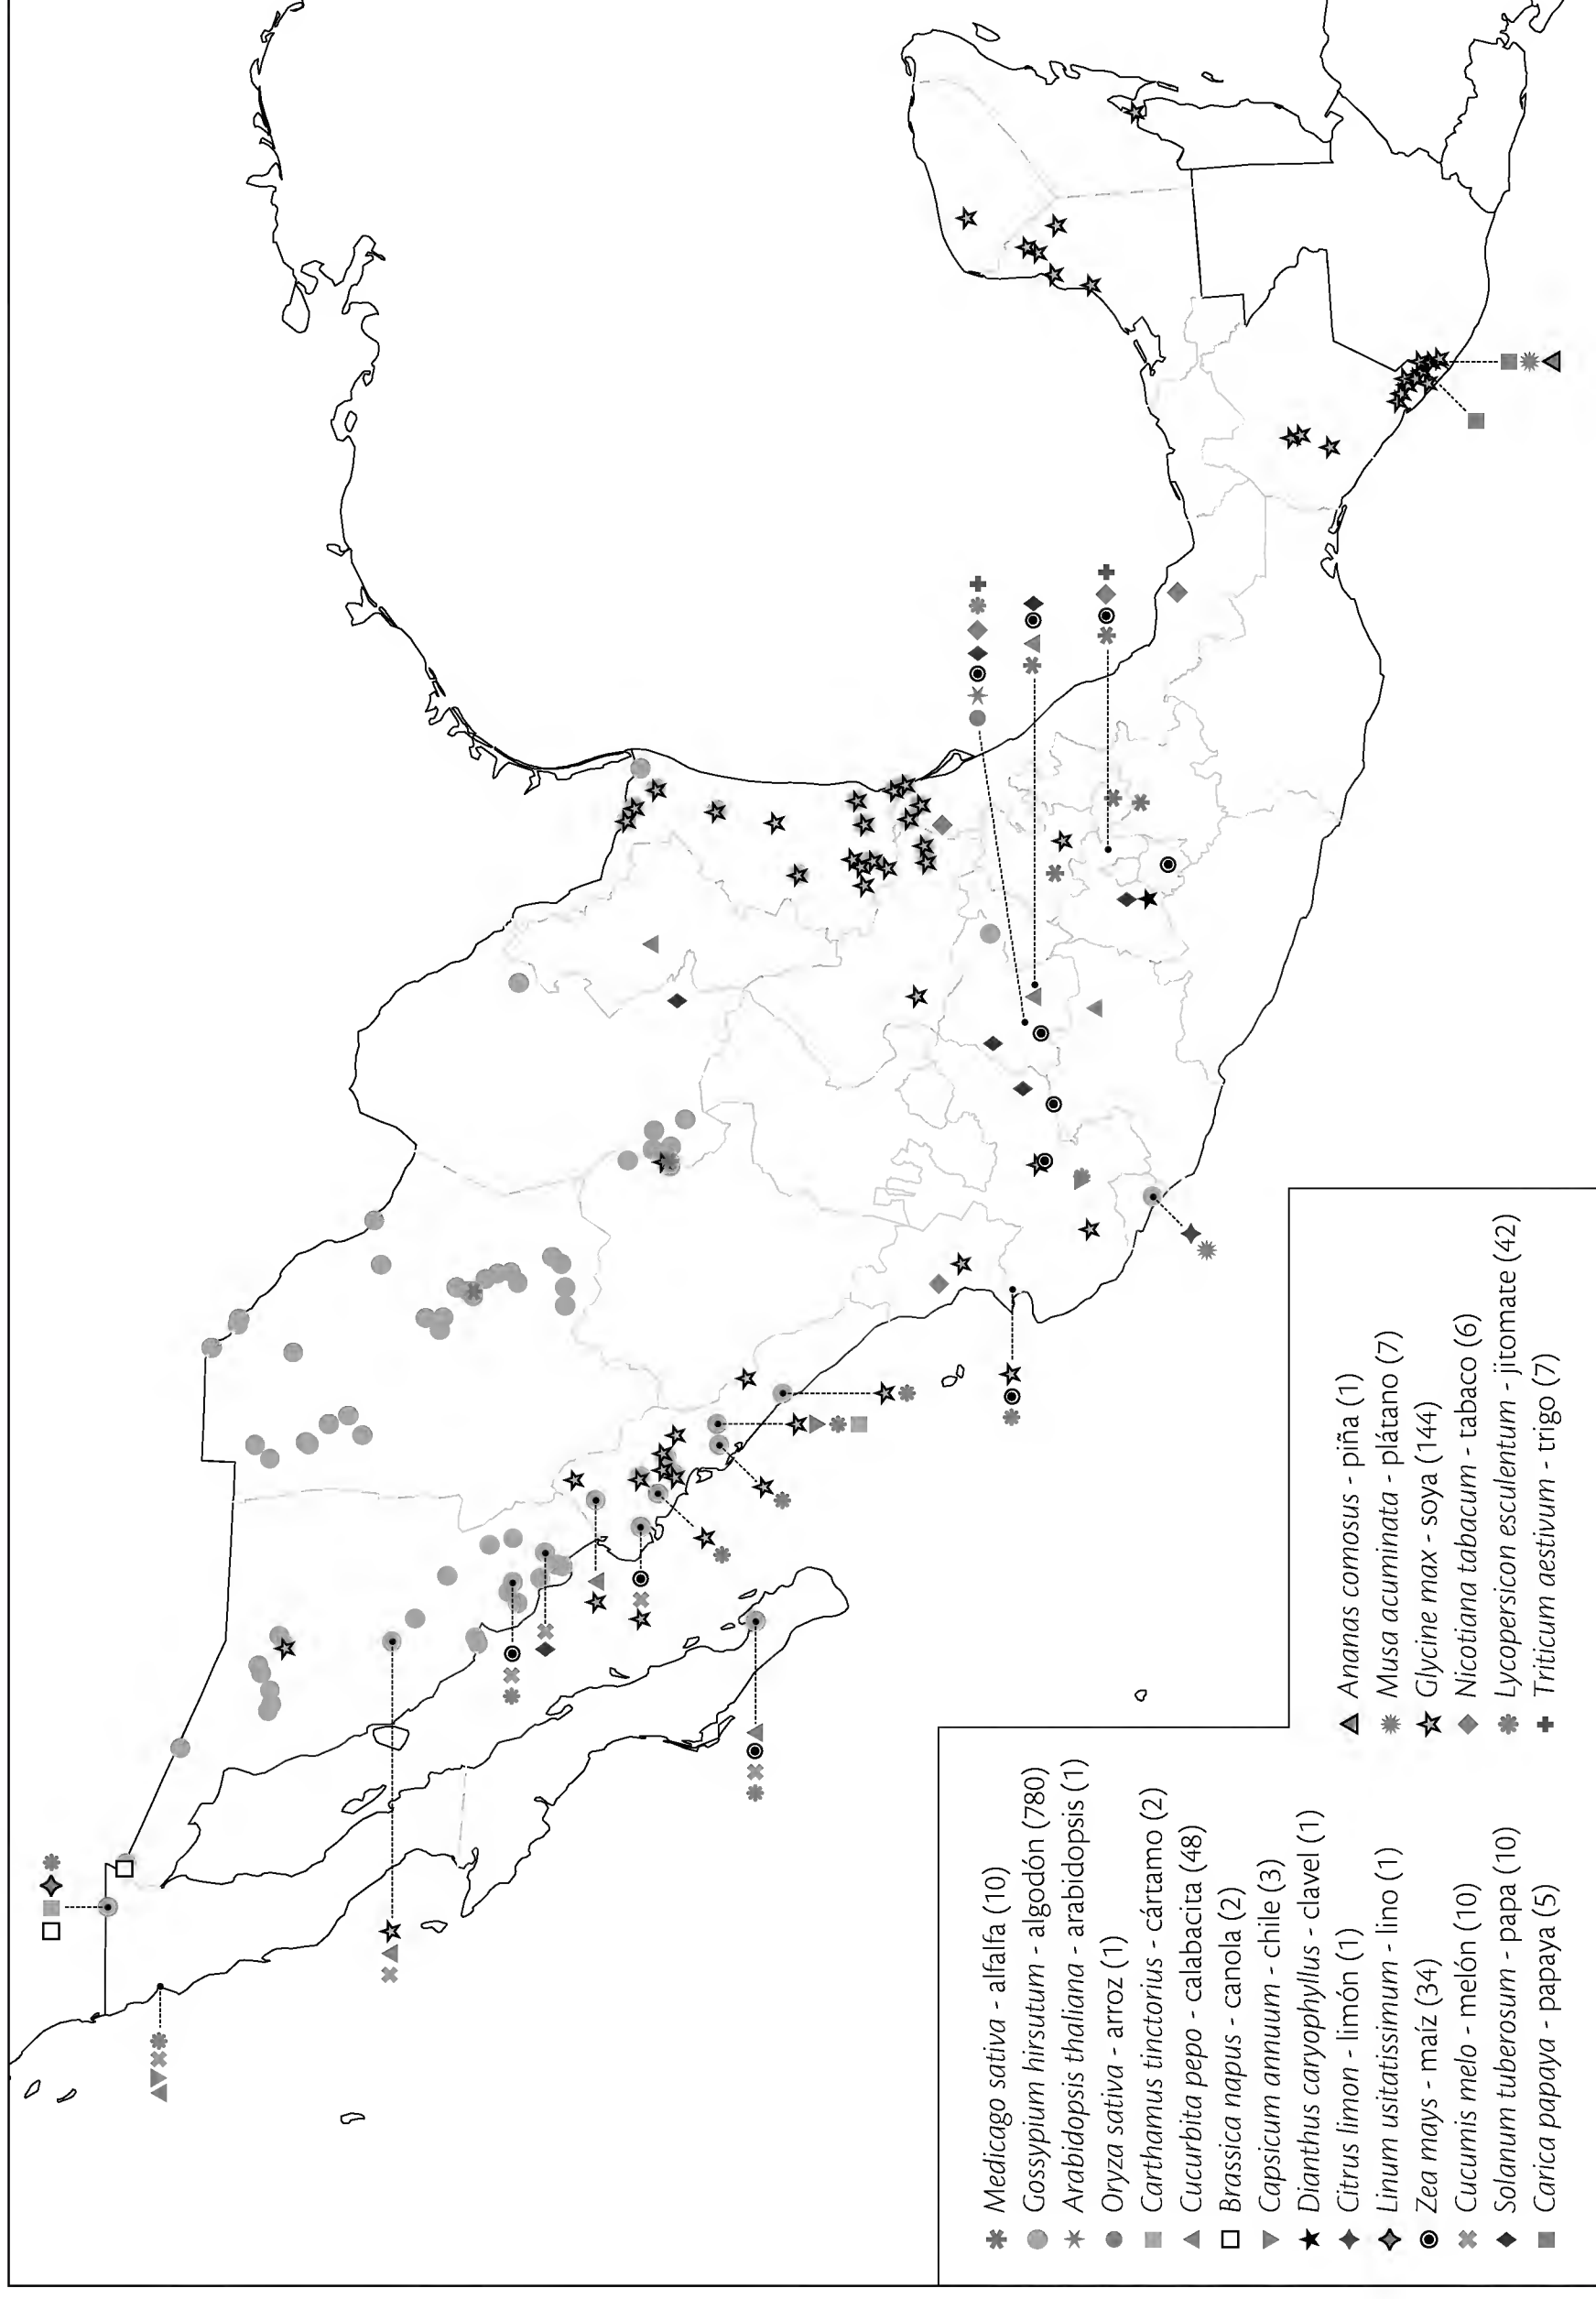 Medicago sativa - alfalfa (10)
Gossypium hirsutum - algodón (780)
Arabidopsis thaliana - arabidopsis (1)
Oryza sativa - arroz (1)
Carthamus tinctorius - cártamo (2)
Cucurbita pepo - calabacita (48)
Brassica napus - canola (2)
Capsicum annuum - chile (3)
Dianthus caryophyllus - clavel (1)
Citrus limon - limón (1)
Linum usitatissimum - lino (1)
Zea mays - maíz (34)
Cucumis melo - melón (10)
Solanum tuberosum - papa (10)
Carica papaya - papaya (5)
Ananas comosus - piña (1)
Musa acuminata - plátano (7)
Glycine max - soya (144)
Nicotiana tabacum - tabaco (6)
Lycopersicon esculentum - jitomate (42)
Triticum aestivum - trigo (7)